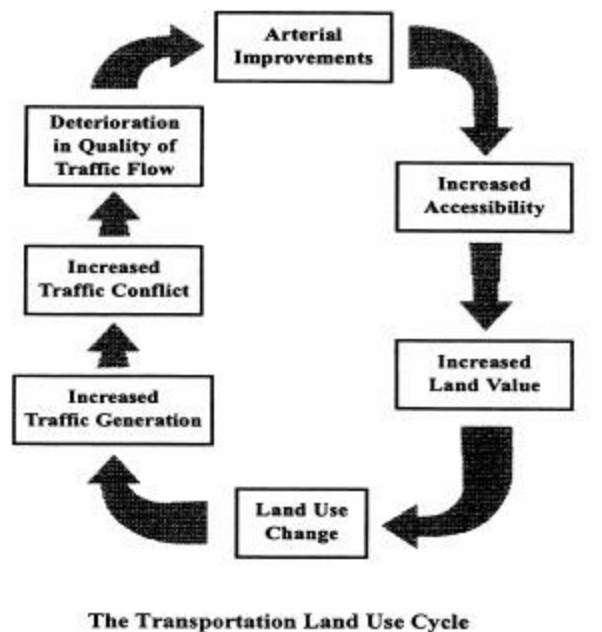 Arterial
Improvements
Increased
Accessibility
Increased
Land Value
Land Use
Change
Increased
Traffic Generation
Increased
Traffic Conflict
Deterioration
in Quality of
Traffic Flow
The Transportation Land Use Cycle